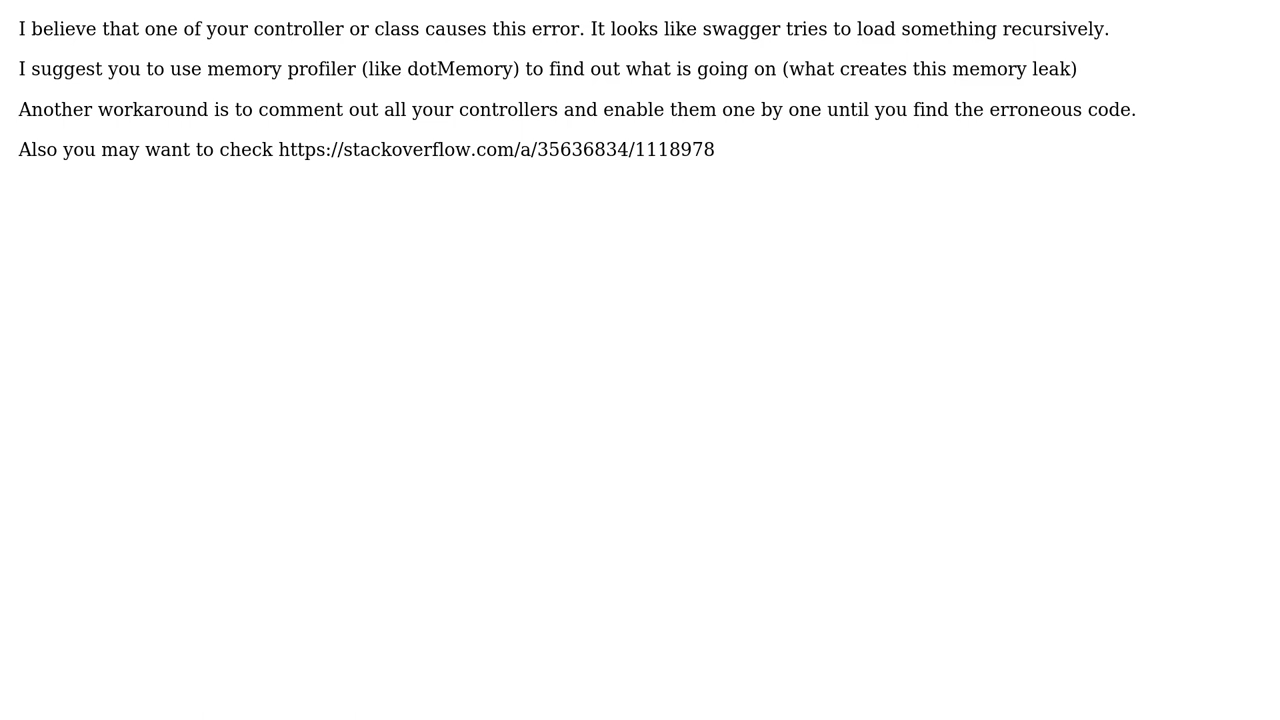 I believe that one of your controller or class causes this error. It looks like swagger tries to load something recursively.
I suggest you to use memory profiler (like dotMemory) to find out what is going on (what creates this memory leak)
Another workaround is to comment out all your controllers and enable them one by one until you find the erroneous code.
Also you may want to check https://stackoverflow.com/a/35636834/1118978